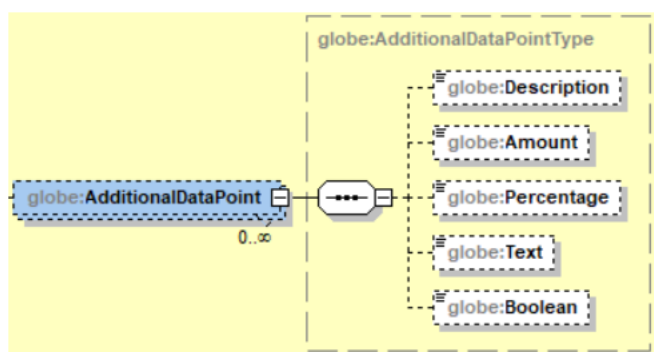 globe:AdditionalDataPointType
globe:Description
globe:Amount
globe:AdditionalDataPoint
globe:Percentage
0..∞
globe:Text
globe:Boolean